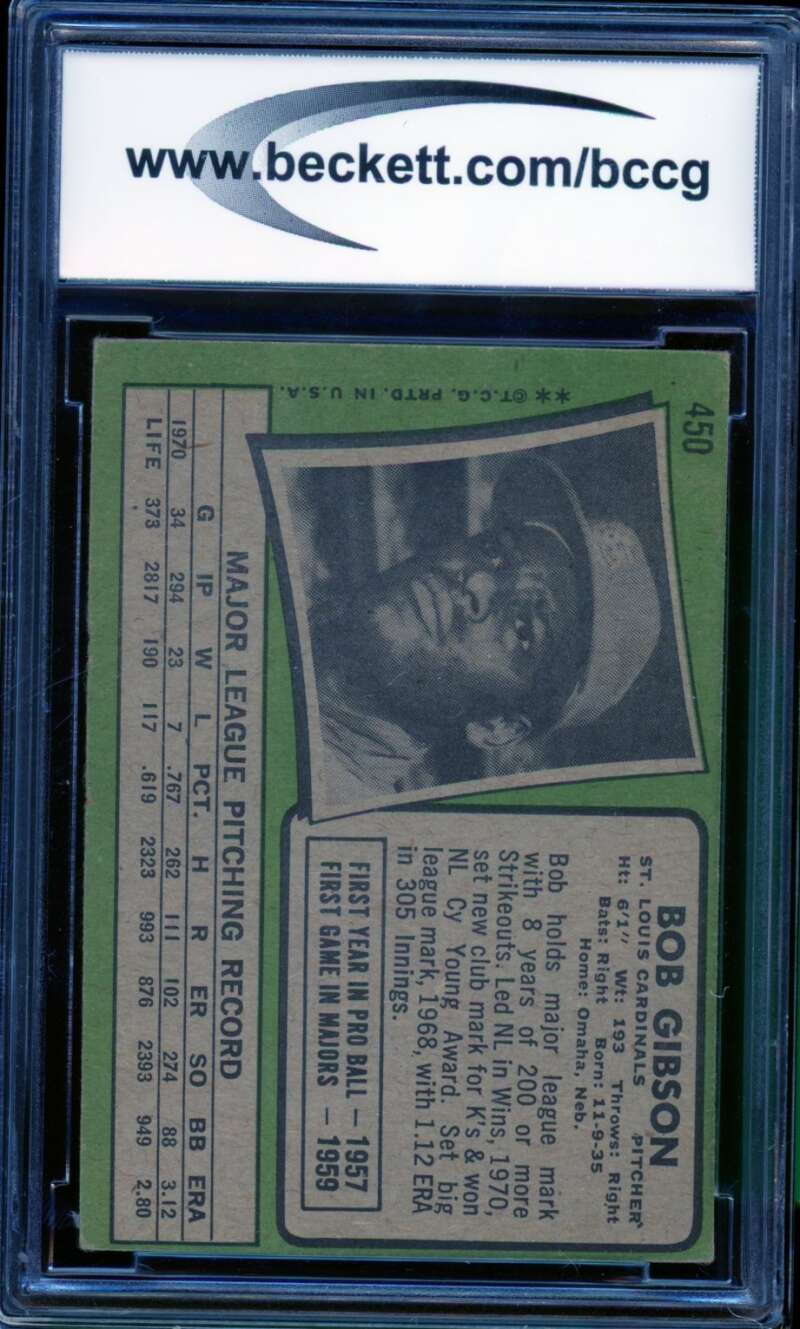 www.beckett.com/bccg
450
BOB GIBSON
ST. LOUIS CARDINALS PITCHER
Ht: 6'1" Wt: 193 Throws: Right
Bats: Right Born: 11-9-35
Home: Omaha, Neb.
Bob holds major league mark
with 8 years of 200 or more
Strikeouts. Led NL in Wins, 1970,
set new club mark for K's & won
NL Cy Young Award. Set big
league mark, 1968, with 1.12 ERA
in 305 Innings.
FIRST YEAR IN PRO BALL — 1957
FIRST GAME IN MAJORS — 1959
** ©T.C.G. PRTD. IN U.S.A.
MAJOR LEAGUE PITCHING RECORD
G IP W L PCT. H R ER SO BB ERA
1970 34 294 23 7 .767 262 111 102 274 88 3.12
LIFE 373 2817 190 117 .619 2323 993 876 2393 949 2.80